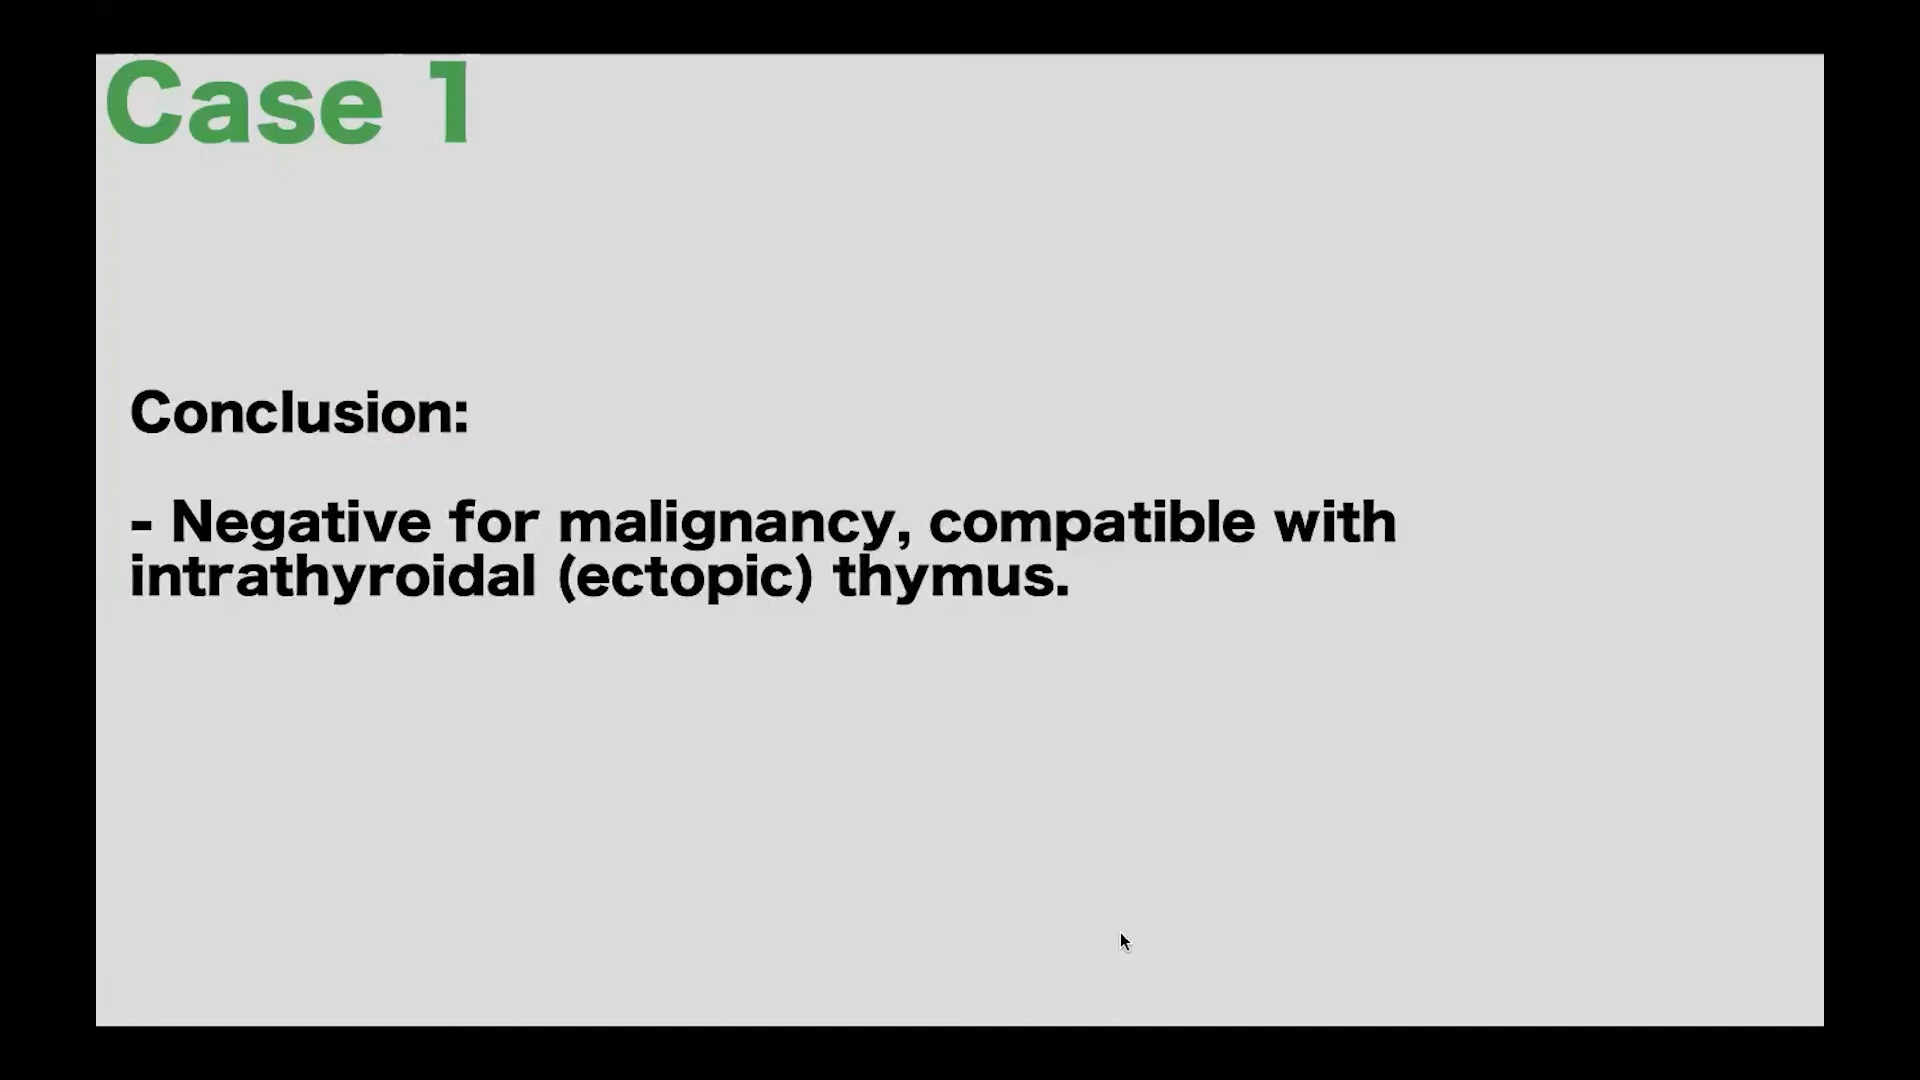 Case 1
Conclusion:
- Negative for malignancy, compatible with
intrathyroidal (ectopic) thymus.